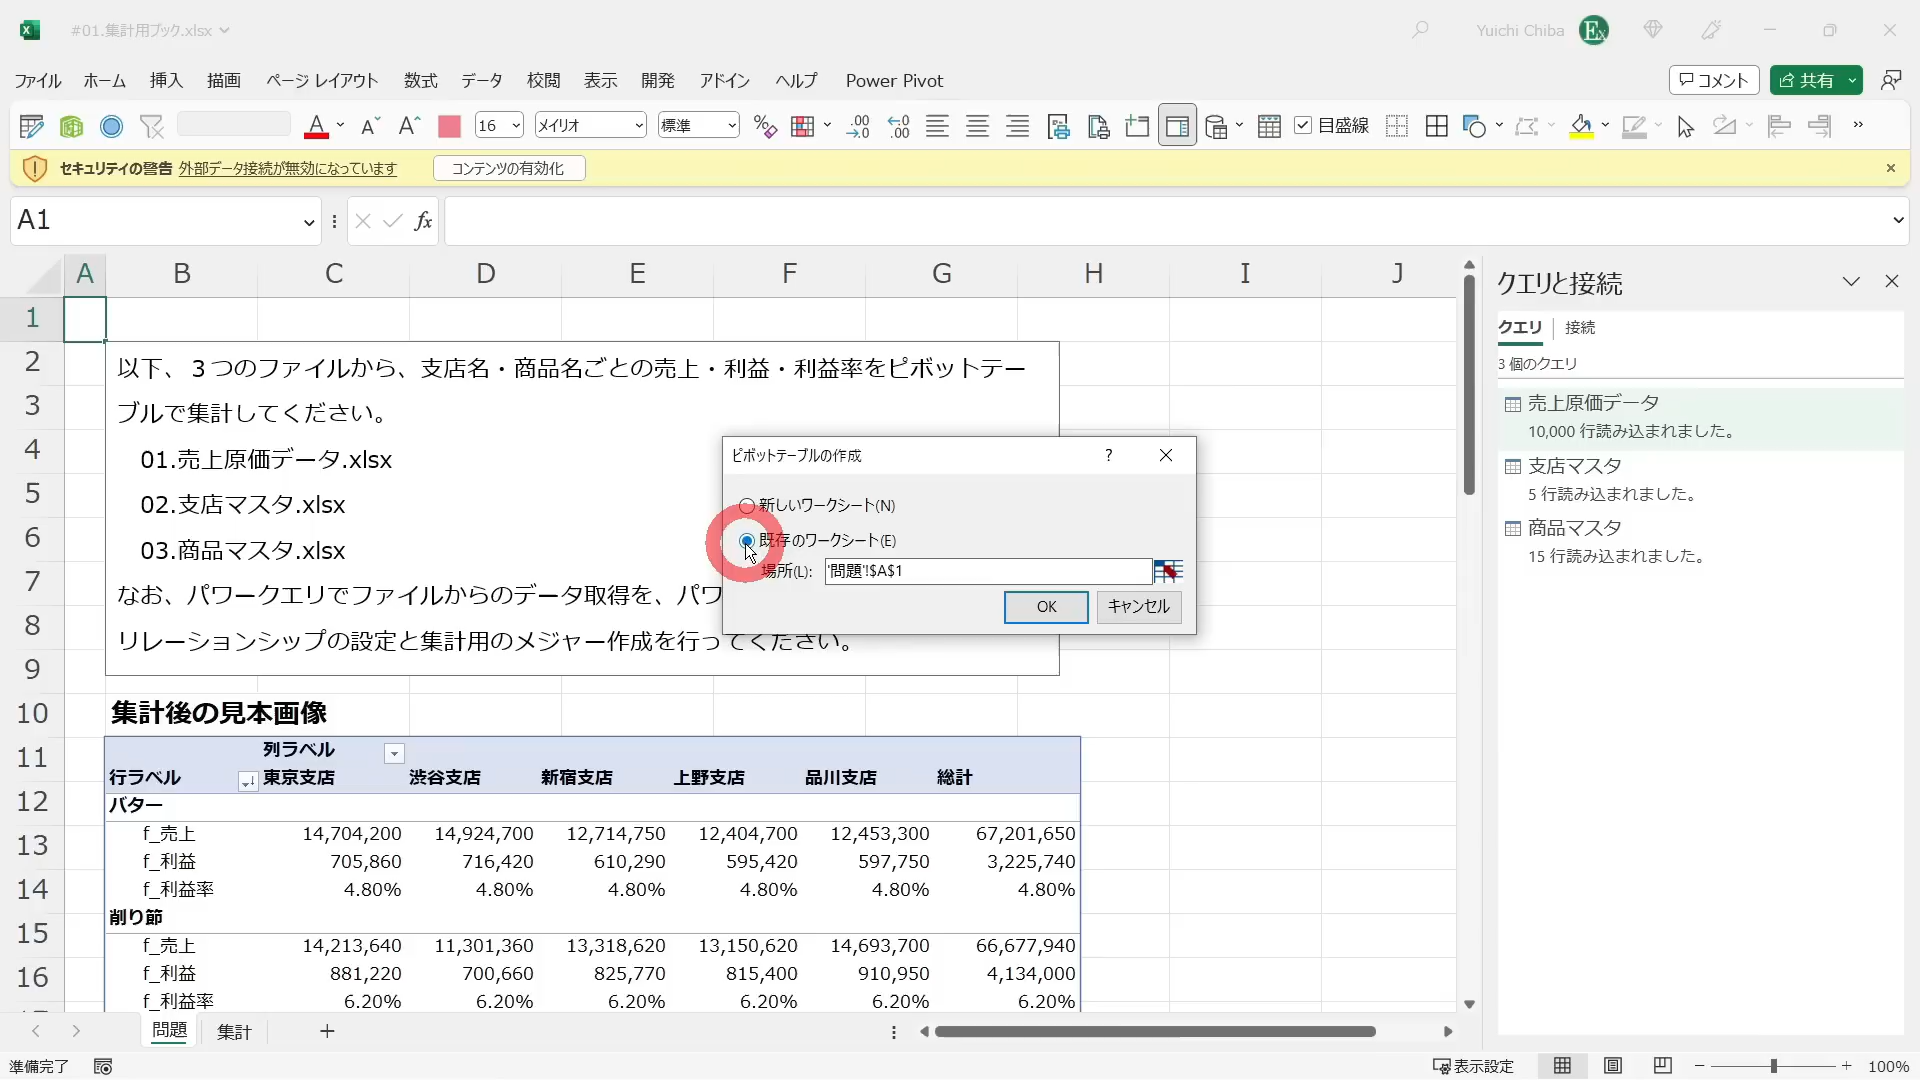 #01.集計用ブック.xlsx
Yuichi Chiba
Ex
ファイル ホーム 挿入 描画 ページ レイアウト 数式 データ 校閲 表示 開発 アドイン ヘルプ Power Pivot
コメント
共有
16 メイリオ 標準 目盛線
セキュリティの警告 外部データ接続が無効になっています コンテンツの有効化
A1
fx
A B C D E F G H I J
1
2
3
4
5
6
7
8
9
10
11
12
13
14
15
16
以下、３つのファイルから、支店名・商品名ごとの売上・利益・利益率をピボットテー
ブルで集計してください。
01.売上原価データ.xlsx
02.支店マスタ.xlsx
03.商品マスタ.xlsx
なお、パワークエリでファイルからのデータ取得を、パワ
リレーションシップの設定と集計用のメジャー作成を行ってください。
ピボットテーブルの作成
?
新しいワークシート(N)
既存のワークシート(E)
場所(L): '問題'!$A$1
OK キャンセル
集計後の見本画像
列ラベル
行ラベル 東京支店 渋谷支店 新宿支店 上野支店 品川支店 総計
バター
f_売上 14,704,200 14,924,700 12,714,750 12,404,700 12,453,300 67,201,650
f_利益 705,860 716,420 610,290 595,420 597,750 3,225,740
f_利益率 4.80% 4.80% 4.80% 4.80% 4.80% 4.80%
削り節
f_売上 14,213,640 11,301,360 13,318,620 13,150,620 14,693,700 66,677,940
f_利益 881,220 700,660 825,770 815,400 910,950 4,134,000
f_利益率 6.20% 6.20% 6.20% 6.20% 6.20% 6.20%
クエリと接続
クエリ 接続
3 個のクエリ
売上原価データ
10,000 行読み込まれました。
支店マスタ
5 行読み込まれました。
商品マスタ
15 行読み込まれました。
問題 集計
準備完了
表示設定
100%